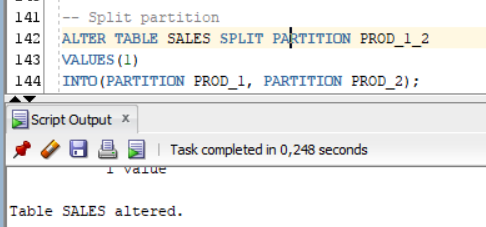 141 -- Split partition
142 ALTER TABLE SALES SPLIT PARTITION PROD_1_2
143 VALUES(1)
144 INTO(PARTITION PROD_1, PARTITION PROD_2);
Script Output x
Task completed in 0,248 seconds
1 value
Table SALES altered.